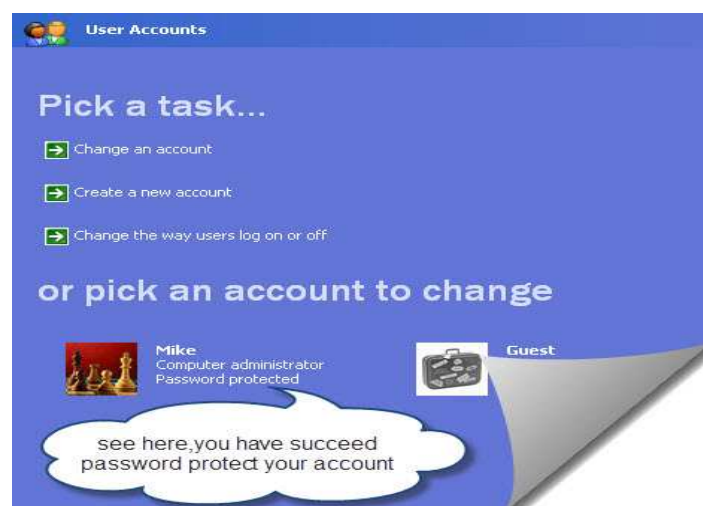 User Accounts
Pick a task...
Change an account
Create a new account
Change the way users log on or off
or pick an account to change
Mike
Computer administrator
Password protected
Guest
see here,you have succeed
password protect your account